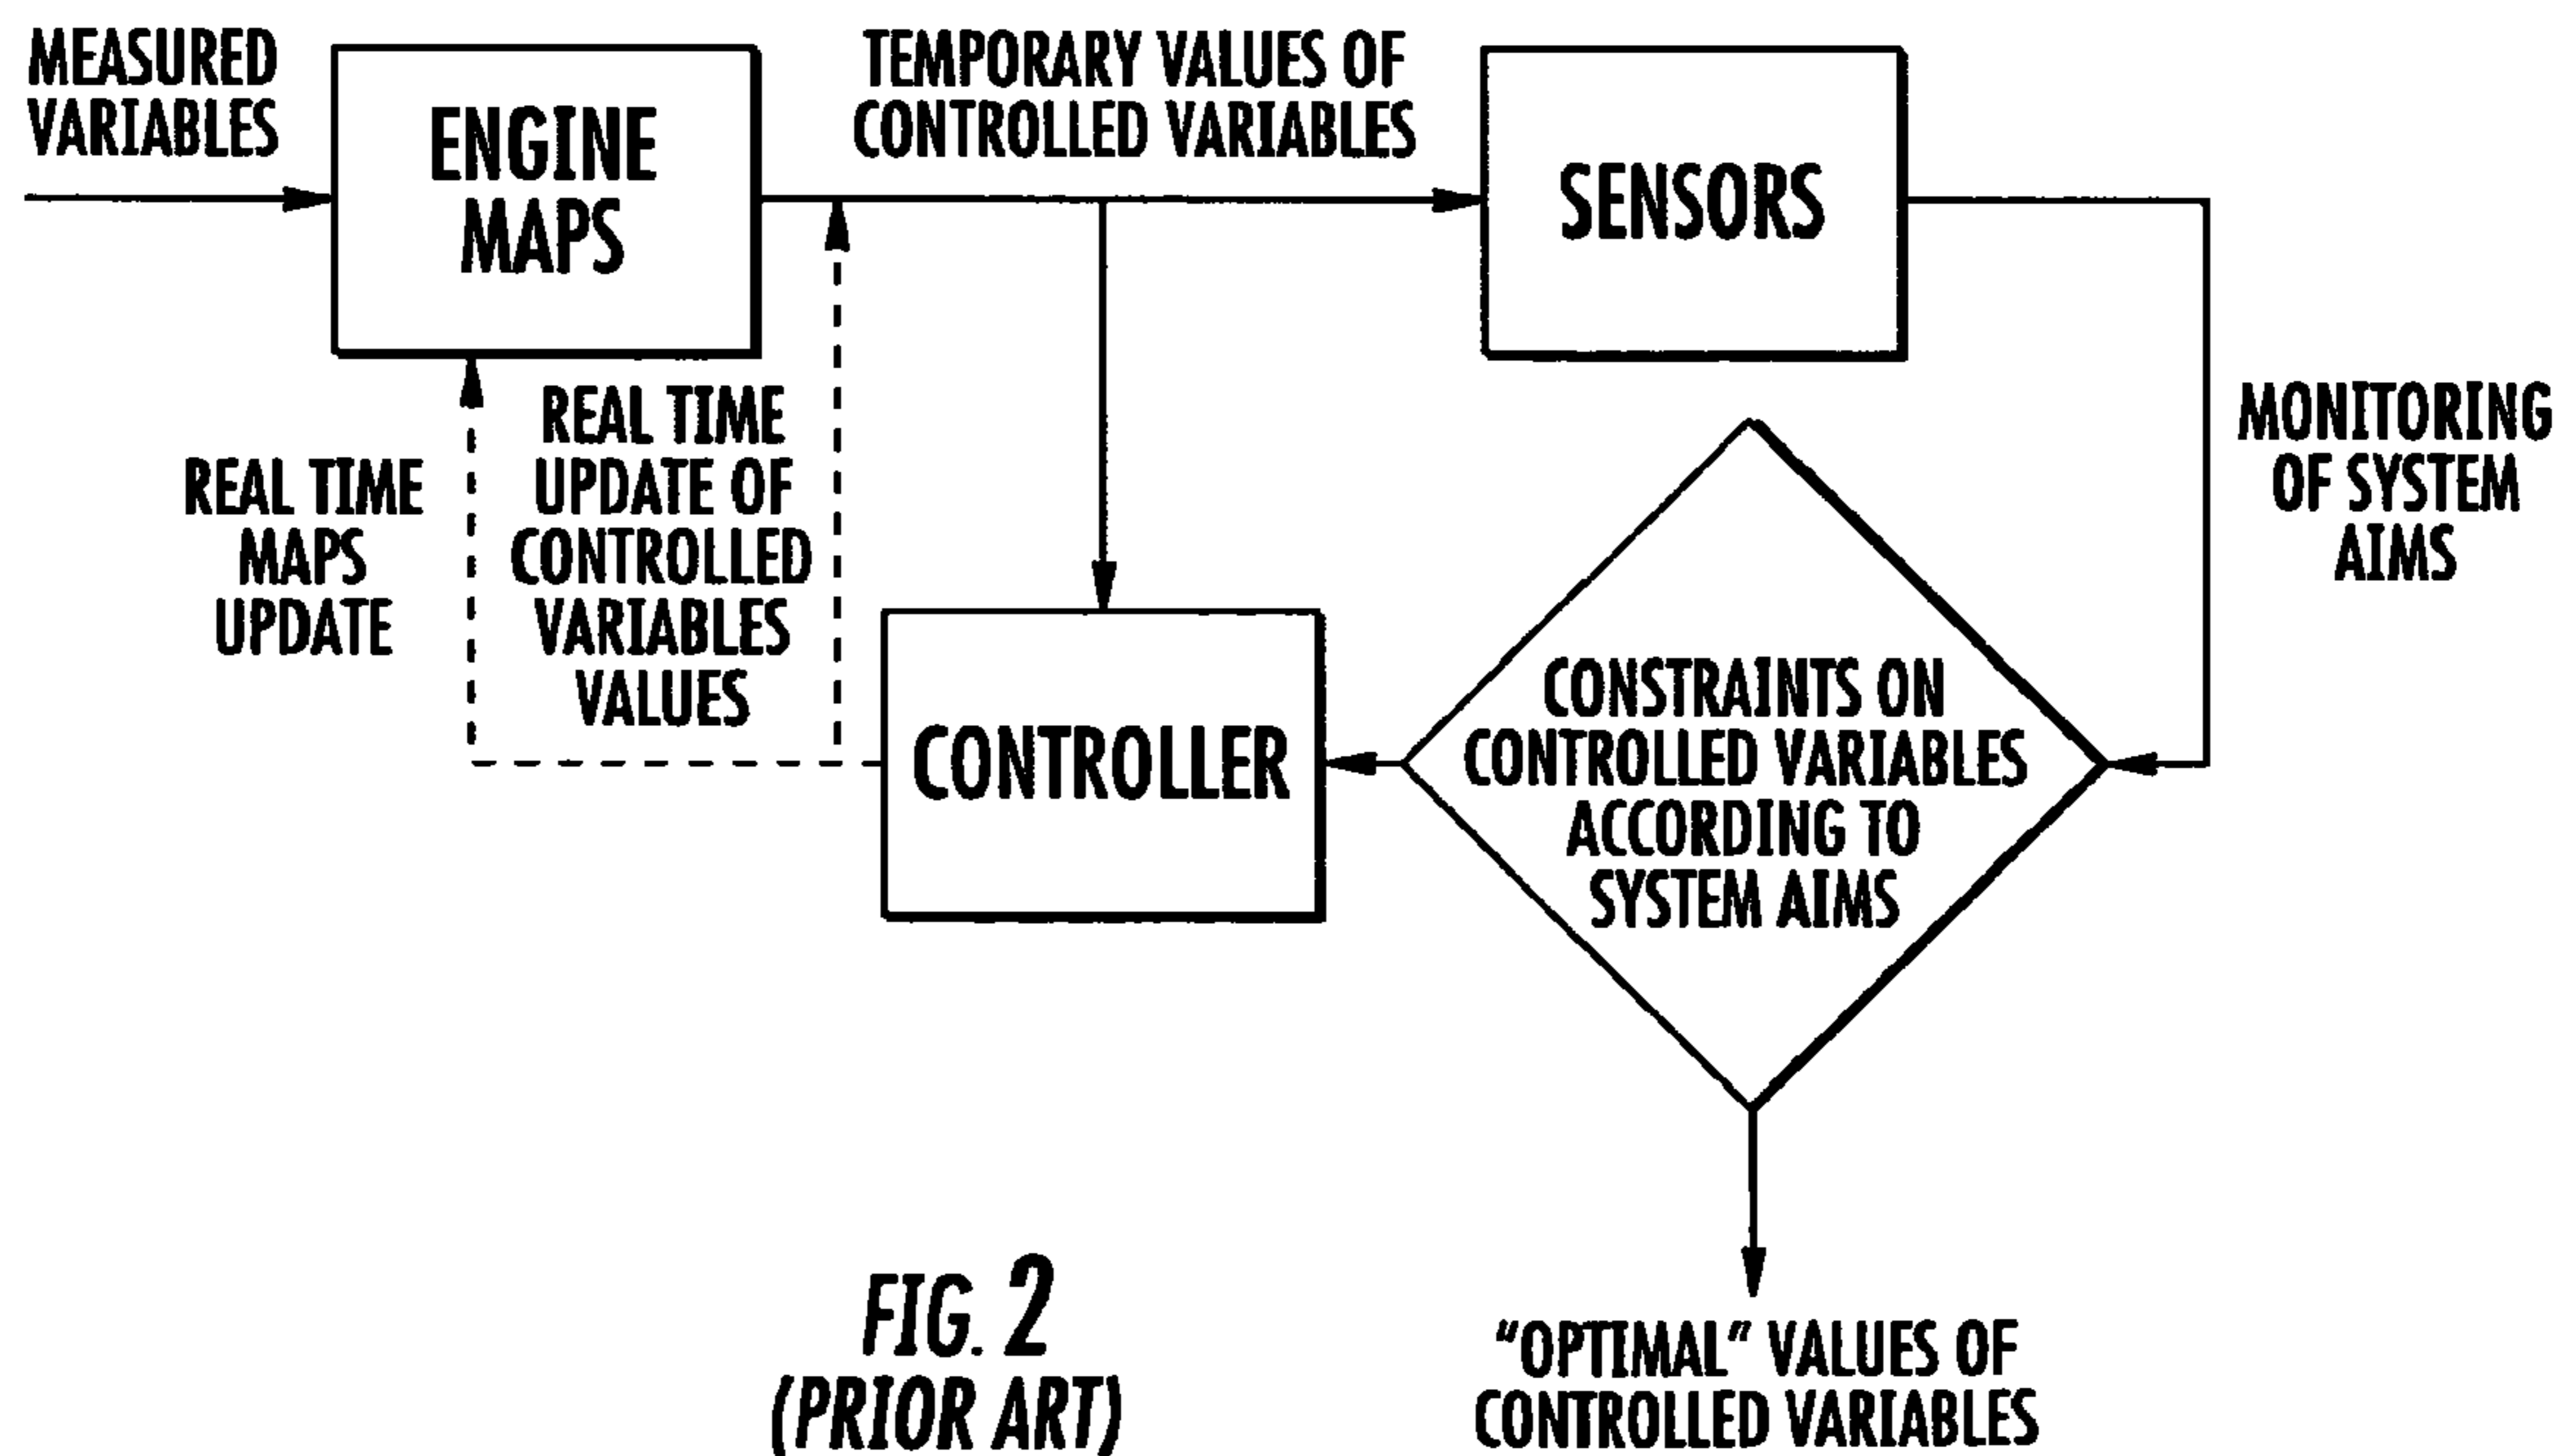 MEASURED
VARIABLES
ENGINE
MAPS
TEMPORARY VALUES OF
CONTROLLED VARIABLES
SENSORS
MONITORING
OF SYSTEM
AIMS
REAL TIME
MAPS
UPDATE
REAL TIME
UPDATE OF
CONTROLLED
VARIABLES
VALUES
CONTROLLER
CONSTRAINTS ON
CONTROLLED VARIABLES
ACCORDING TO
SYSTEM AIMS
"OPTIMAL" VALUES OF
CONTROLLED VARIABLES
FIG. 2
(PRIOR ART)